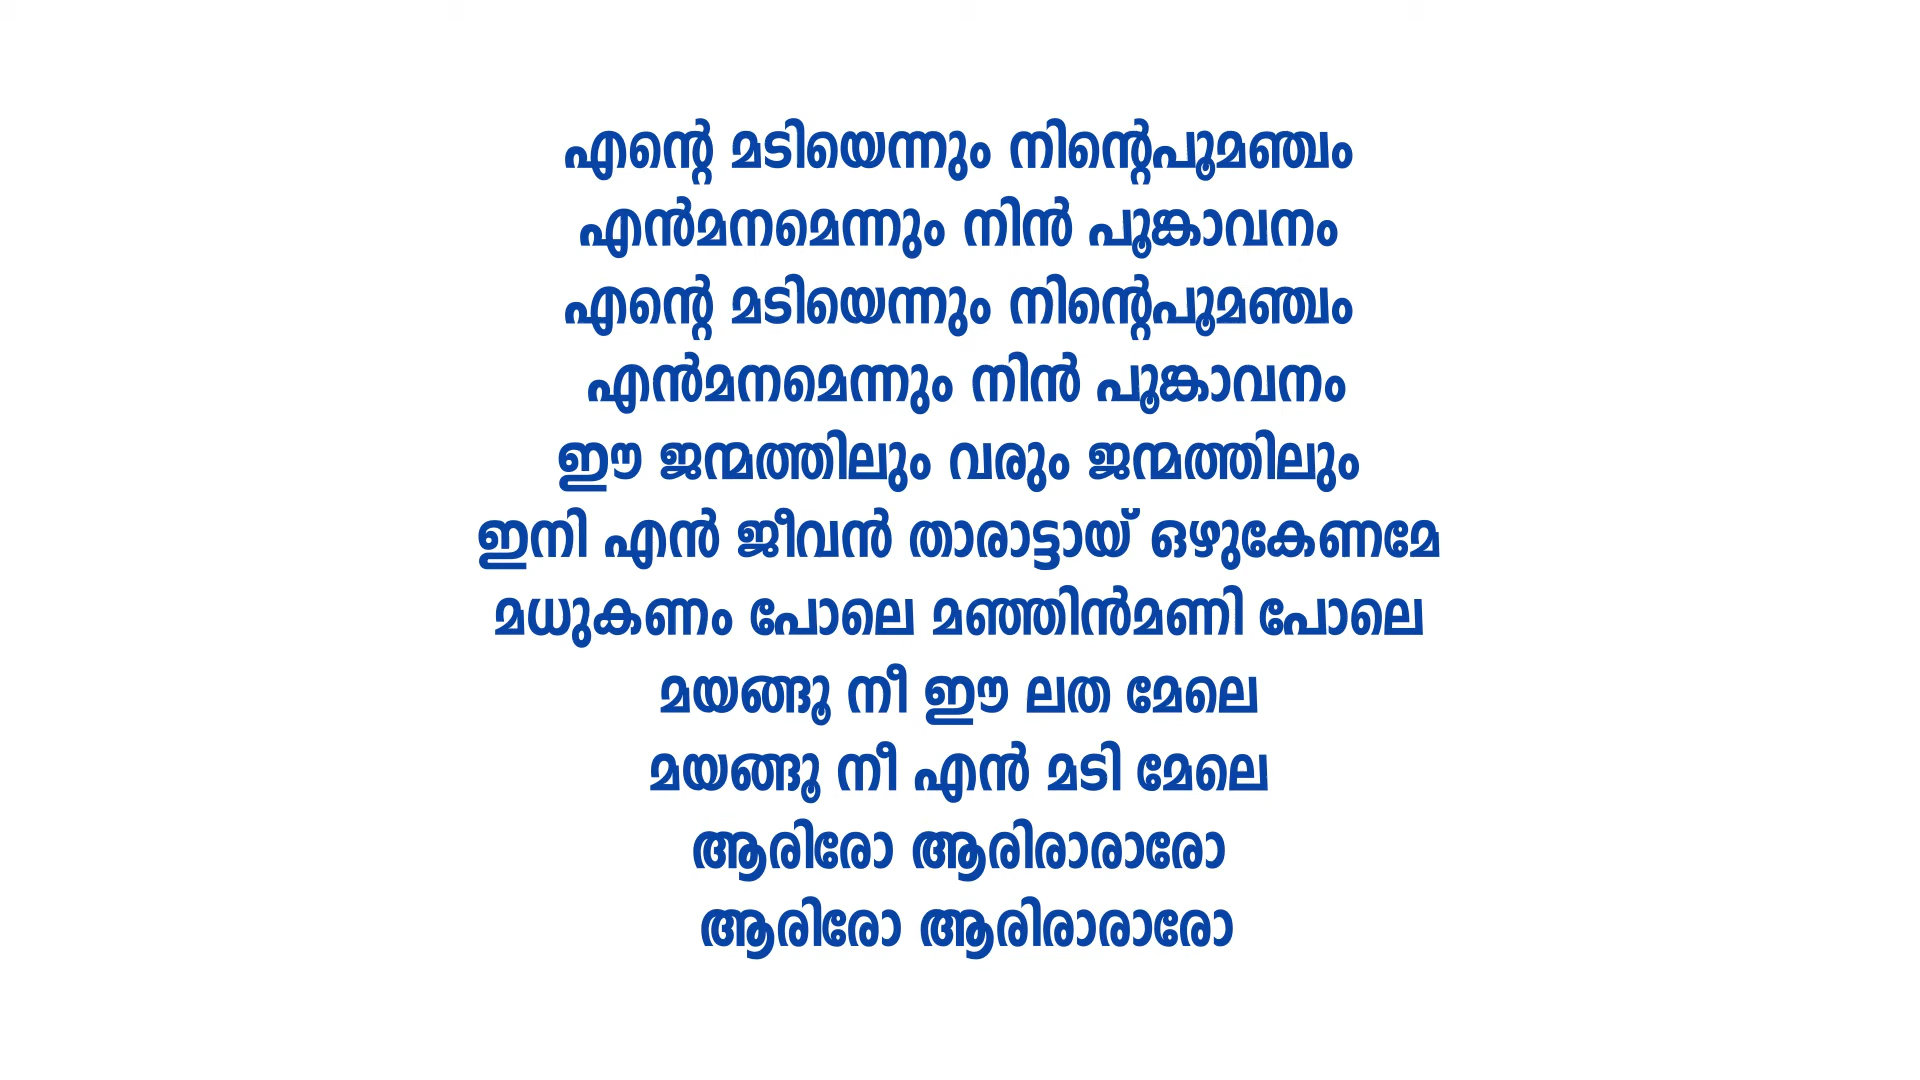 എന്റെ മടിയെന്നും നിന്റെപൂമഞ്ചം
എൻമനമെന്നും നിൻ പൂങ്കാവനം
എന്റെ മടിയെന്നും നിന്റെപൂമഞ്ചം
എൻമനമെന്നും നിൻ പൂങ്കാവനം
ഈ ജന്മത്തിലും വരും ജന്മത്തിലും
ഇനി എൻ ജീവൻ താരാട്ടായ് ഒഴുകേണമേ
മധുകണം പോലെ മഞ്ഞിൻമണി പോലെ
മയങ്ങൂ നീ ഈ ലത മേലെ
മയങ്ങൂ നീ എൻ മടി മേലെ
ആരിരോ ആരിരാരാരോ
ആരിരോ ആരിരാരാരോ